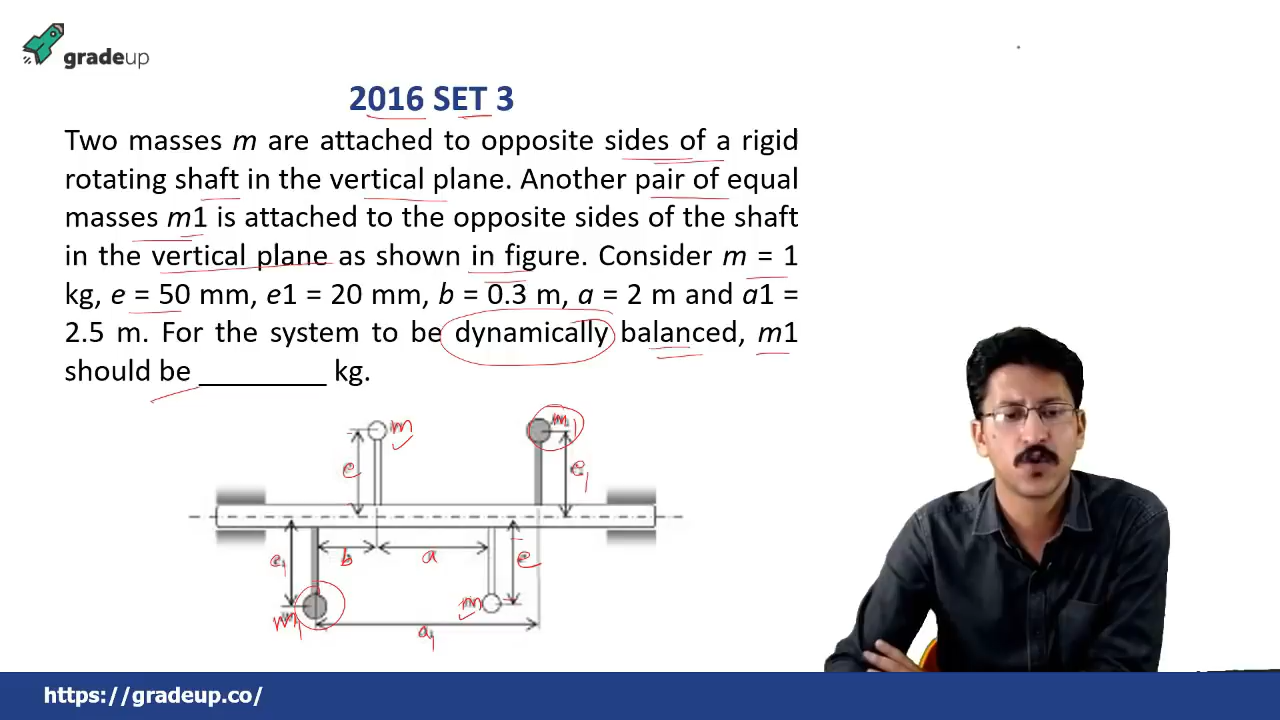 gradeup
2016 SET 3
Two masses m are attached to opposite sides of a rigid
rotating shaft in the vertical plane. Another pair of equal
masses m1 is attached to the opposite sides of the shaft
in the vertical plane as shown in figure. Consider m = 1
kg, e = 50 mm, e1 = 20 mm, b = 0.3 m, a = 2 m and a1 =
2.5 m. For the system to be dynamically balanced, m1
should be ________ kg.
m
m1
e
e1
e1
b
a
e
m1
m
a1
https://gradeup.co/